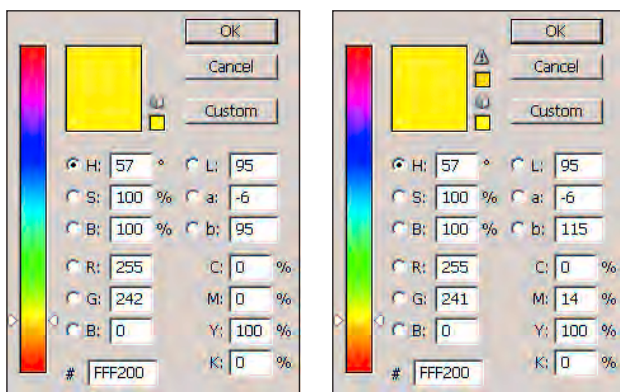 OK
Cancel
Custom
H: 57 °
L: 95
S: 100 %
a: -6
B: 100 %
b: 95
R: 255
C: 0 %
G: 242
M: 0 %
B: 0
Y: 100 %
# FFF200
K: 0 %
OK
Cancel
Custom
H: 57 °
L: 95
S: 100 %
a: -6
B: 100 %
b: 115
R: 255
C: 0 %
G: 241
M: 14 %
B: 0
Y: 100 %
# FFF200
K: 0 %